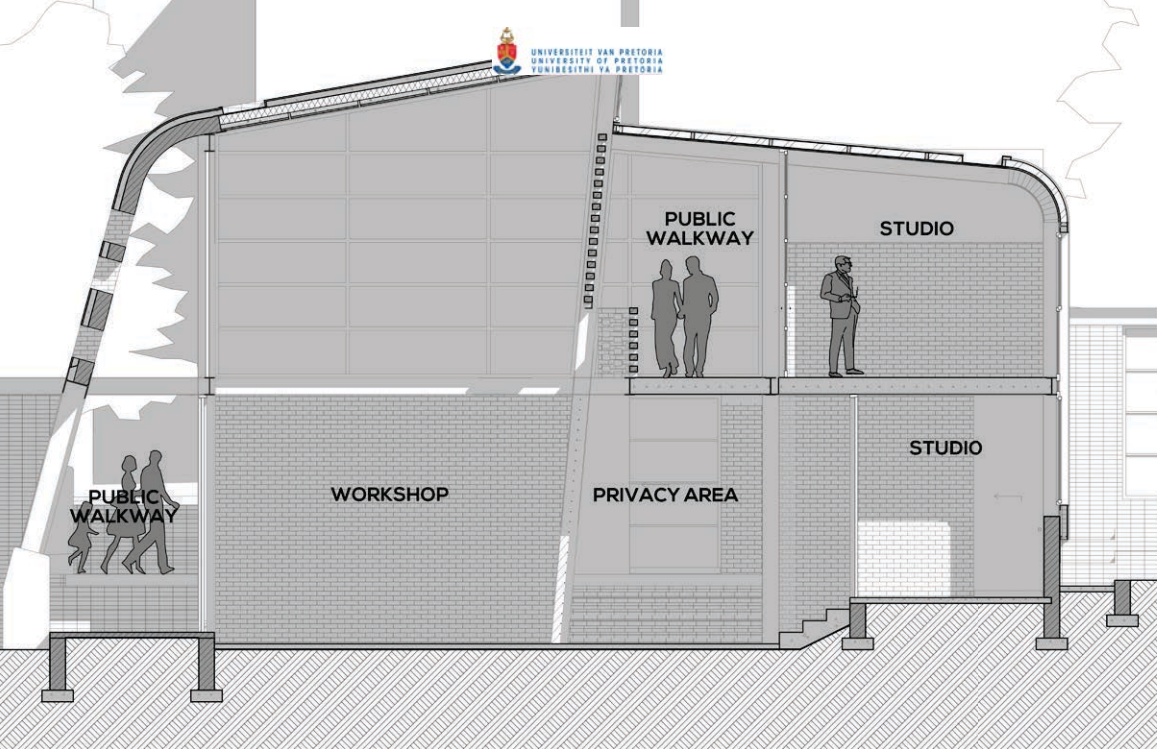 UNIVERSITEIT VAN PRETORIA
UNIVERSITY OF PRETORIA
YUNIBESITHI YA PRETORIA
PUBLIC
WALKWAY
STUDIO
STUDIO
PUBLIC
WALKWAY
WORKSHOP
PRIVACY AREA